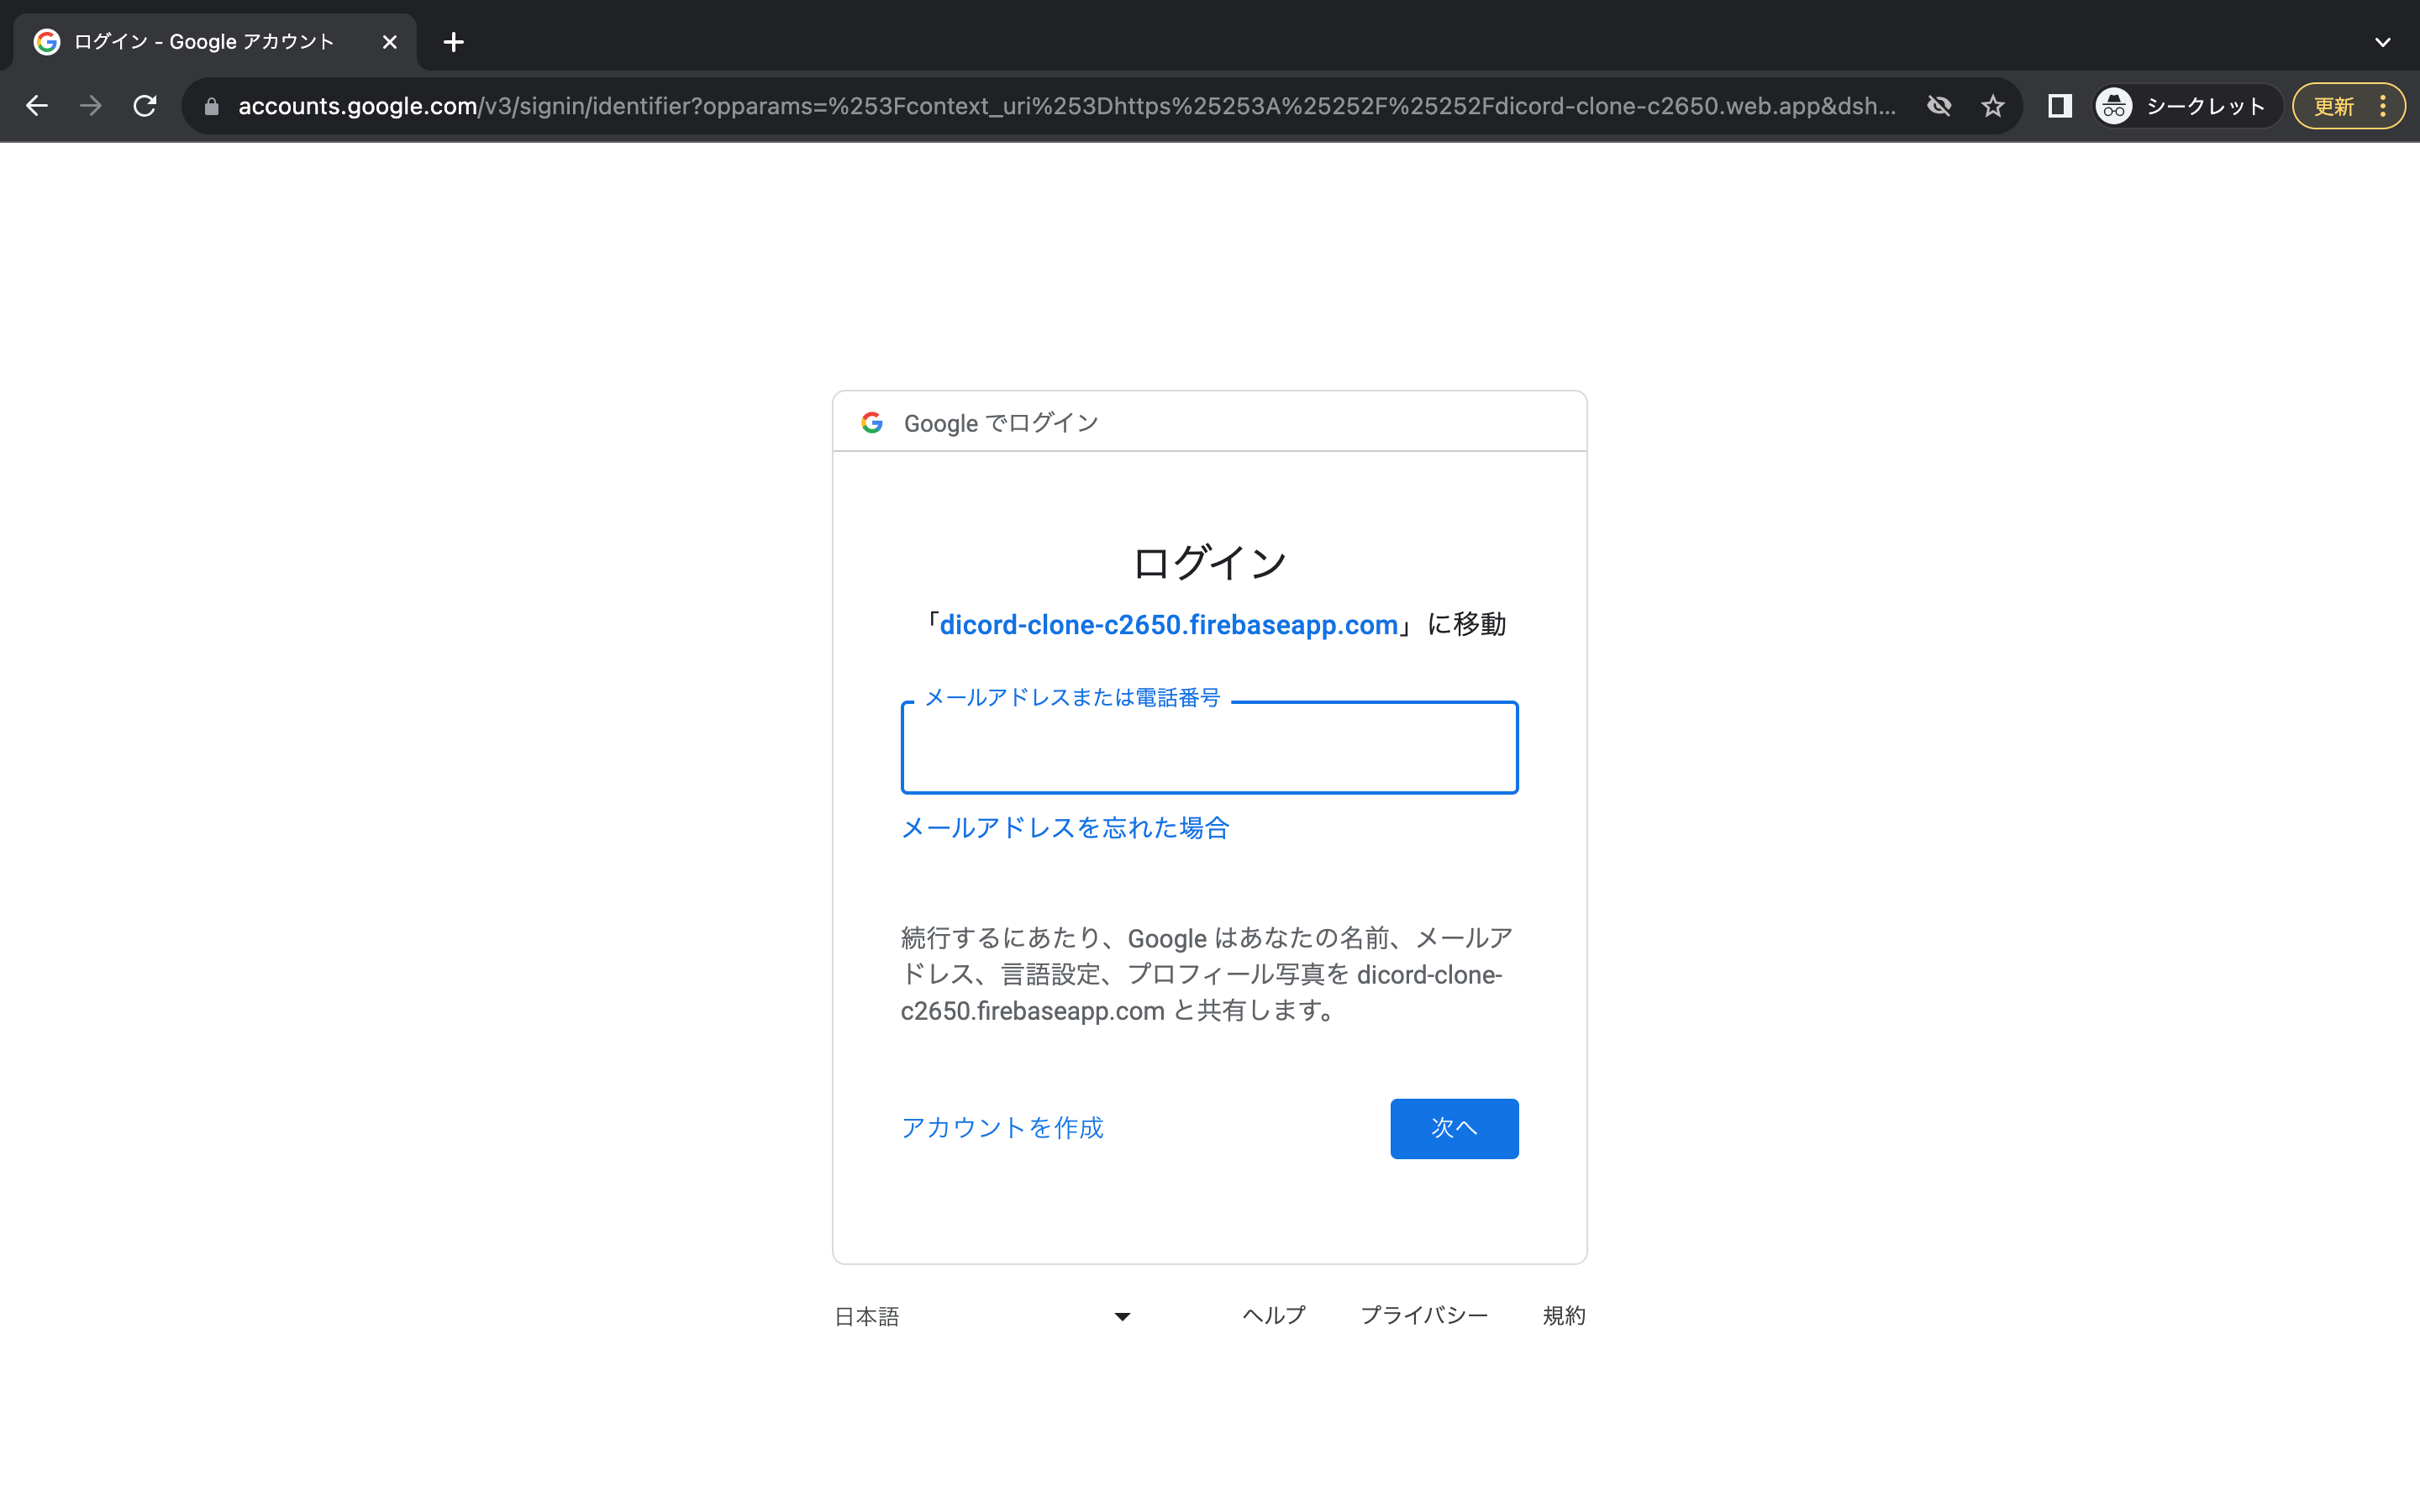 ログイン - Google アカウント
accounts.google.com/v3/signin/identifier?opparams=%253Fcontext_uri%253Dhttps%25253A%25252F%25252Fdicord-clone-c2650.web.app&dsh...
シークレット
更新
Google でログイン
ログイン
「dicord-clone-c2650.firebaseapp.com」に移動
メールアドレスまたは電話番号
メールアドレスを忘れた場合
続行するにあたり、Google はあなたの名前、メールア
ドレス、言語設定、プロフィール写真を dicord-clone-
c2650.firebaseapp.com と共有します。
アカウントを作成
次へ
日本語
ヘルプ
プライバシー
規約